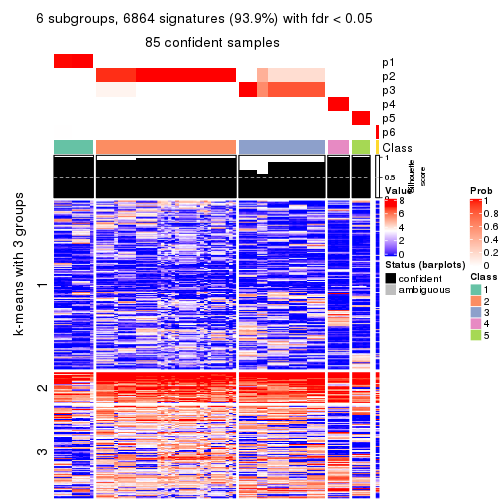 6 subgroups, 6864 signatures (93.9%) with fdr < 0.05
85 confident samples
p1
p2
p3
p4
p5
p6
Class
1
0.5
0
Silhouette
score
k-means with 3 groups
1
2
3
Value
8
6
4
2
0
Status (barplots)
confident
ambiguous
Prob
1
0.8
0.6
0.4
0.2
0
Class
1
2
3
4
5